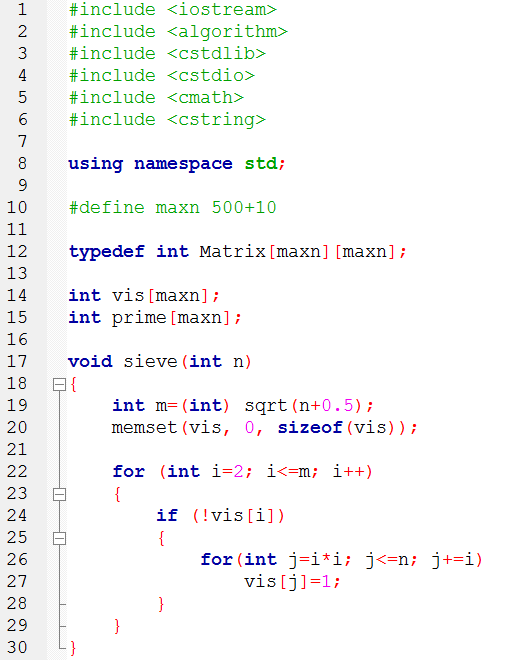 1 #include <iostream>
2 #include <algorithm>
3 #include <cstdlib>
4 #include <cstdio>
5 #include <cmath>
6 #include <cstring>
7
8 using namespace std;
9
10 #define maxn 500+10
11
12 typedef int Matrix[maxn][maxn];
13
14 int vis[maxn];
15 int prime[maxn];
16
17 void sieve(int n)
18 {
19     int m=(int) sqrt(n+0.5);
20     memset(vis, 0, sizeof(vis));
21
22     for (int i=2; i<=m; i++)
23     {
24         if (!vis[i])
25         {
26             for(int j=i*i; j<=n; j+=i)
27                 vis[j]=1;
28         }
29     }
30 }